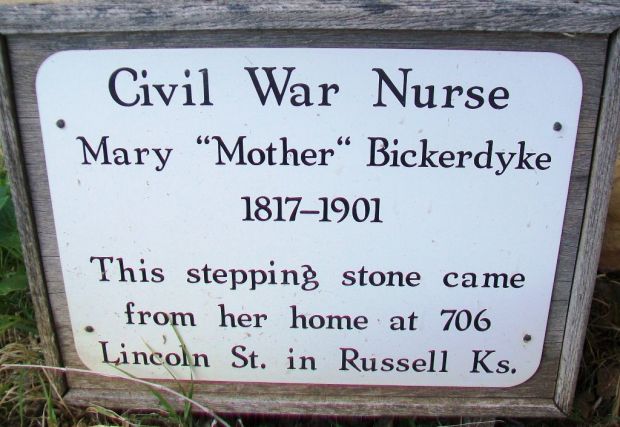 Civil War Nurse
Mary “Mother“ Bickerdyke
1817–1901
This stepping stone came
from her home at 706
Lincoln St. in Russell Ks.